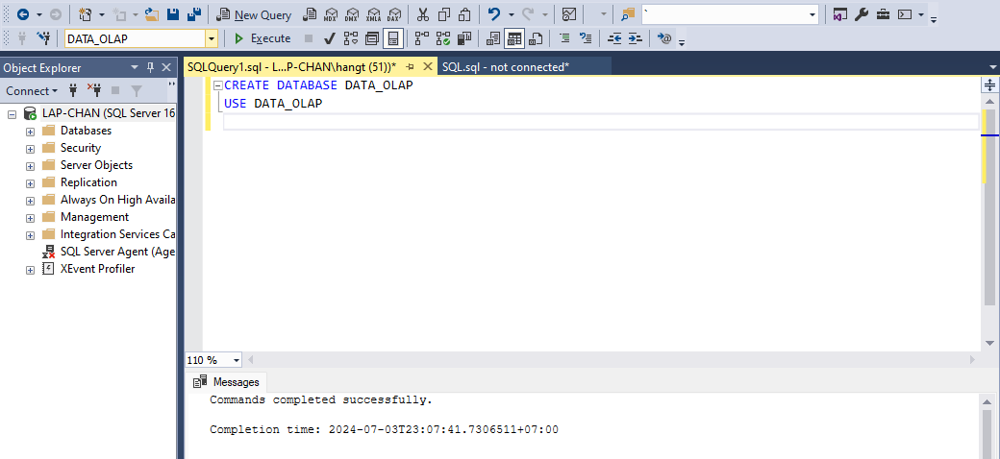 New Query
MDX
DMX
XMLA
DAX
`
DATA_OLAP
Execute
Object Explorer
SQLQuery1.sql - L...P-CHAN\hangt (51))*
SQL.sql - not connected*
Connect
LAP-CHAN (SQL Server 16
Databases
Security
Server Objects
Replication
Always On High Availa
Management
Integration Services Ca
SQL Server Agent (Age
XEvent Profiler
CREATE DATABASE DATA_OLAP
USE DATA_OLAP
110 %
Messages
Commands completed successfully.
Completion time: 2024-07-03T23:07:41.7306511+07:00